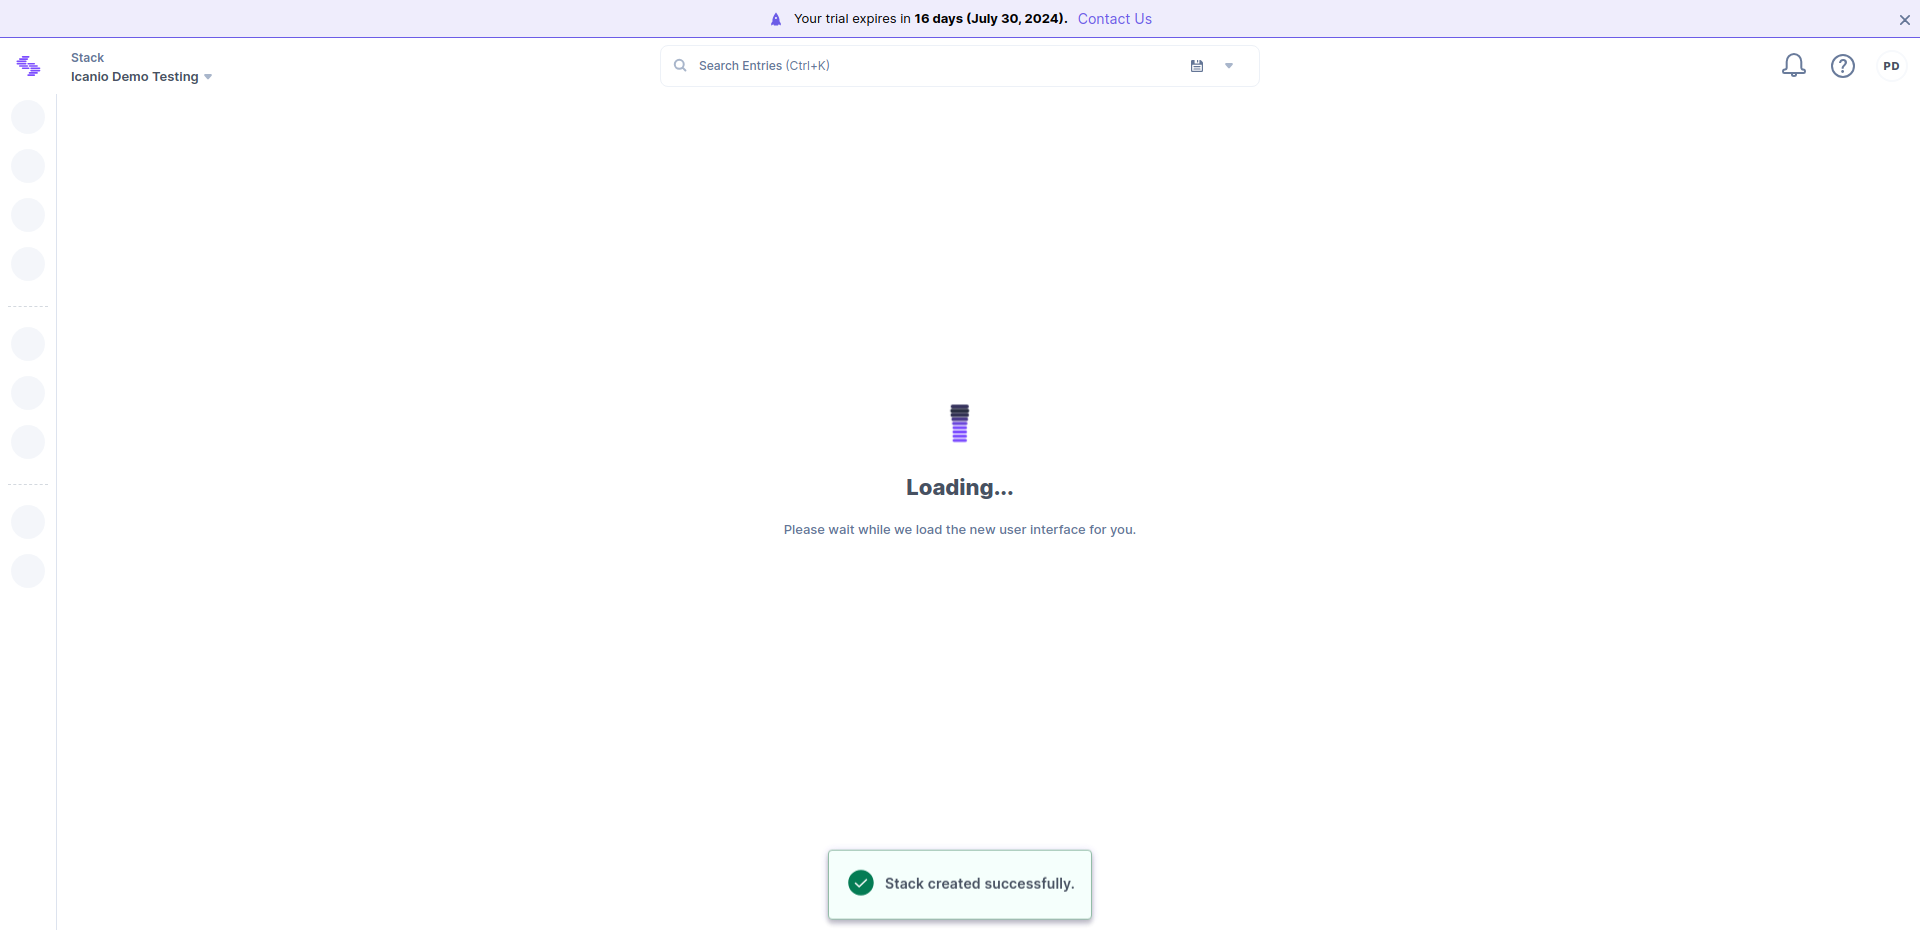 Your trial expires in 16 days (July 30, 2024). Contact Us
Stack
Icanio Demo Testing
Search Entries (Ctrl+K)
PD
Loading...
Please wait while we load the new user interface for you.
Stack created successfully.